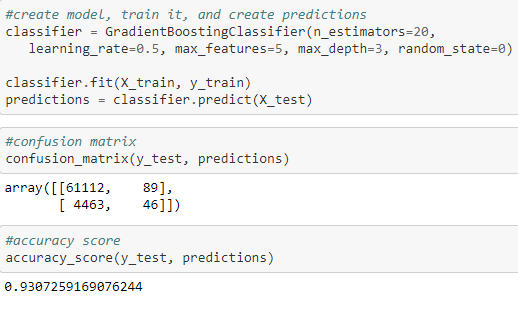 #create model, train it, and create predictions
classifier = GradientBoostingClassifier(n_estimators=20,
learning_rate=0.5, max_features=5, max_depth=3, random_state=0)
classifier.fit(X_train, y_train)
predictions = classifier.predict(X_test)
#confusion matrix
confusion_matrix(y_test, predictions)
array([[61112,    89],
[ 4463,    46]])
#accuracy score
accuracy_score(y_test, predictions)
0.9307259169076244